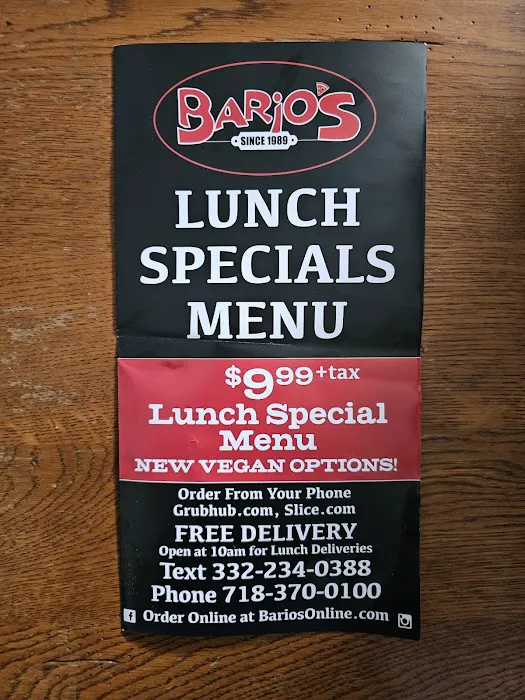 BARIO'S
• SINCE 1989 •
LUNCH
SPECIALS
MENU
$9.99+tax
Lunch Special
Menu
NEW VEGAN OPTIONS!
Order From Your Phone
Grubhub.com, Slice.com
FREE DELIVERY
Open at 10am for Lunch Deliveries
Text 332-234-0388
Phone 718-370-0100
Order Online at BariosOnline.com